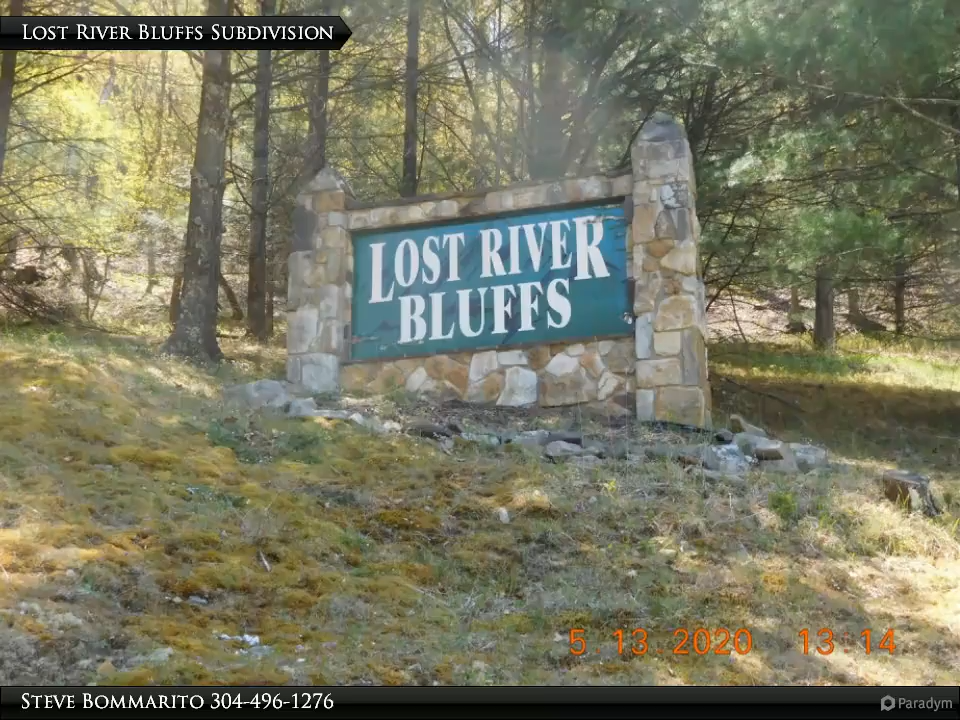 Lost River Bluffs Subdivision
LOST RIVER
BLUFFS
5.13.2020 13:14
Steve Bommarito 304-496-1276
Paradym